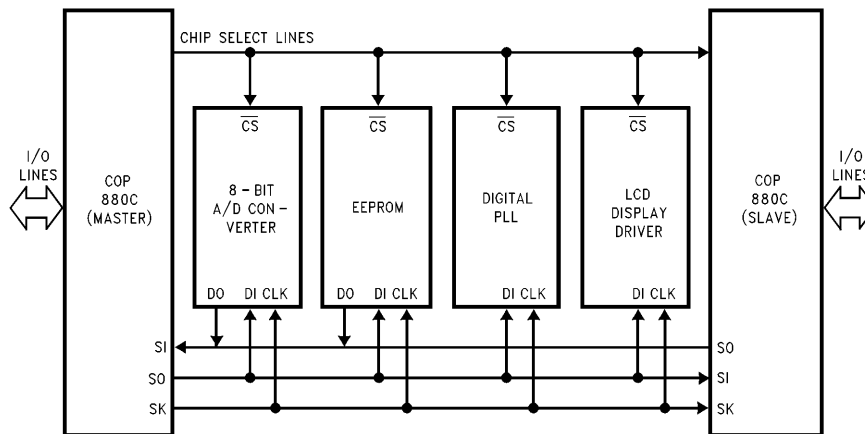 CHIP SELECT LINES
I/O
LINES
COP
880C
(MASTER)
SI
SO
SK
CS
8 - BIT
A/D CON -
VERTER
DO DI CLK
CS
EEPROM
DO DI CLK
CS
DIGITAL
PLL
DI CLK
CS
LCD
DISPLAY
DRIVER
DI CLK
COP
880C
(SLAVE)
SO
SI
SK
I/O
LINES